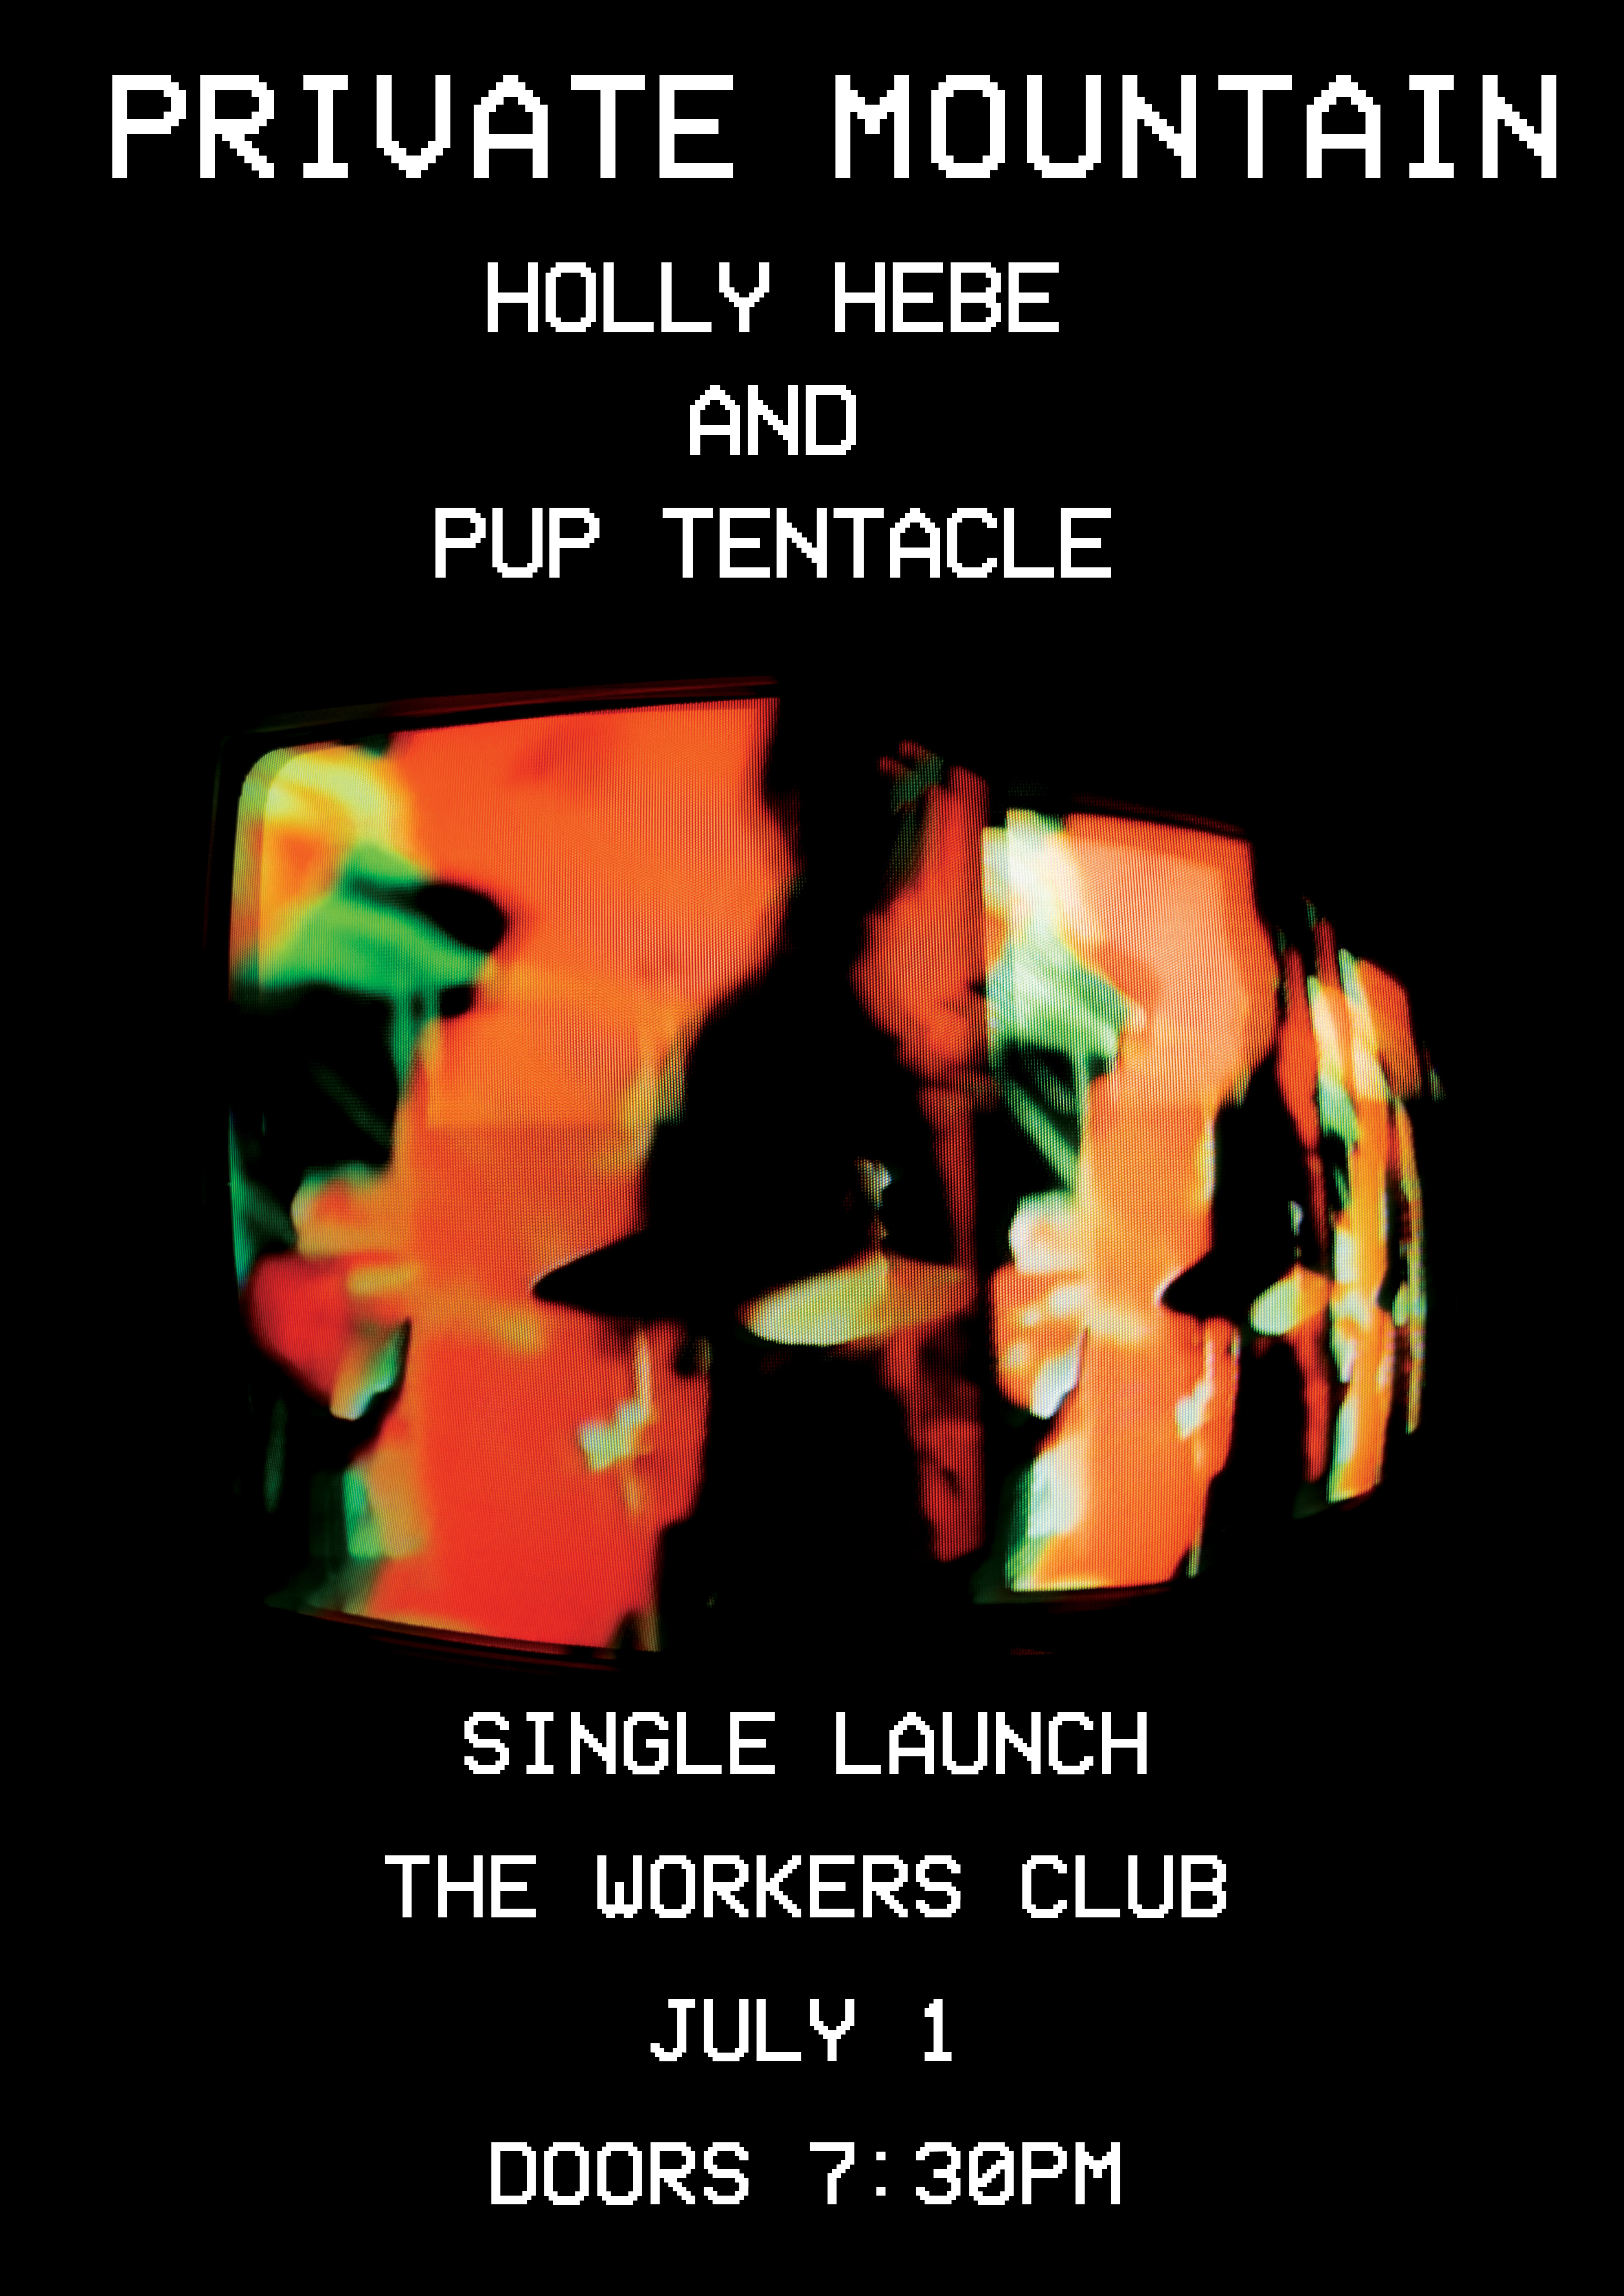 PRIVATE MOUNTAIN
HOLLY HEBE
AND
PUP TENTACLE
SINGLE LAUNCH
THE WORKERS CLUB
JULY 1
DOORS 7:30PM